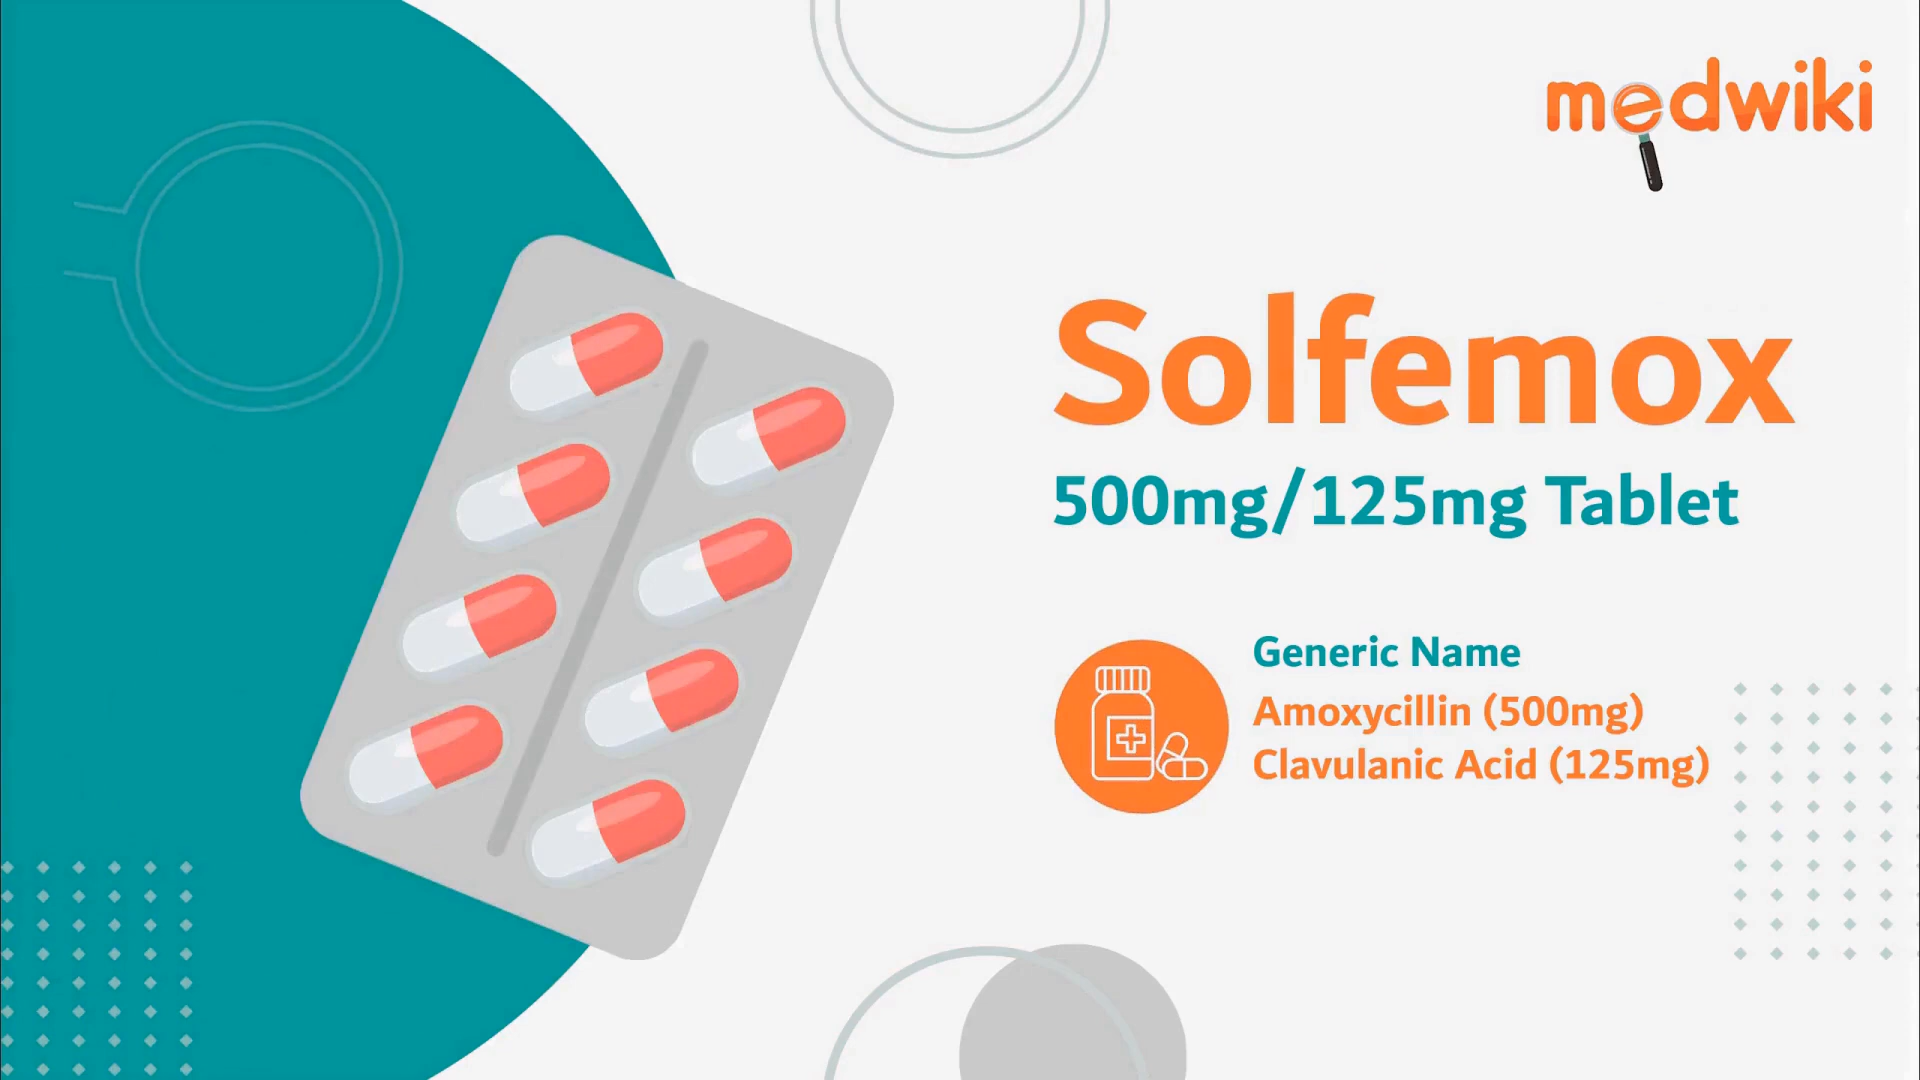 medwiki
Solfemox
500mg/125mg Tablet
Generic Name
Amoxycillin (500mg)
Clavulanic Acid (125mg)